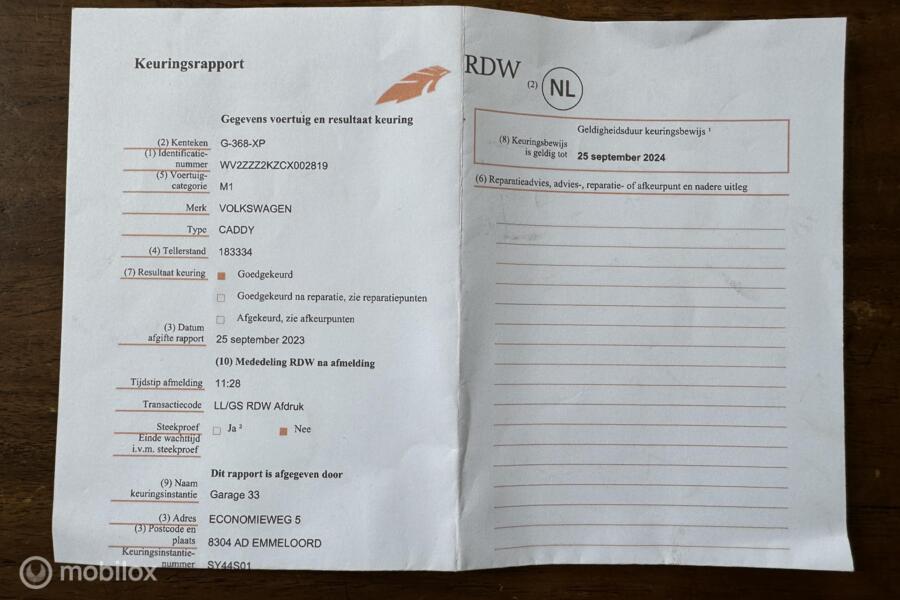 Keuringsrapport
Gegevens voertuig en resultaat keuring
(2) Kenteken G-368-XP
(1) Identificatie-
nummer WV2ZZZ2KZCX002819
(5) Voertuig-
categorie M1
Merk VOLKSWAGEN
Type CADDY
(4) Tellerstand 183334
(7) Resultaat keuring Goedgekeurd
Goedgekeurd na reparatie, zie reparatiepunten
Afgekeurd, zie afkeurpunten
(3) Datum
afgifte rapport 25 september 2023
(10) Mededeling RDW na afmelding
Tijdstip afmelding 11:28
Transactiecode LL/GS RDW Afdruk
Steekproef Ja ² Nee
Einde wachttijd
i.v.m. steekproef
Dit rapport is afgegeven door
(9) Naam
keuringsinstantie Garage 33
(3) Adres ECONOMIEWEG 5
(3) Postcode en
plaats 8304 AD EMMELOORD
Keuringsinstantie-
nummer SY44S01
RDW (2) NL
Geldigheidsduur keuringsbewijs ¹
(8) Keuringsbewijs
is geldig tot 25 september 2024
(6) Reparatieadvies, advies-, reparatie- of afkeurpunt en nadere uitleg
mobilox